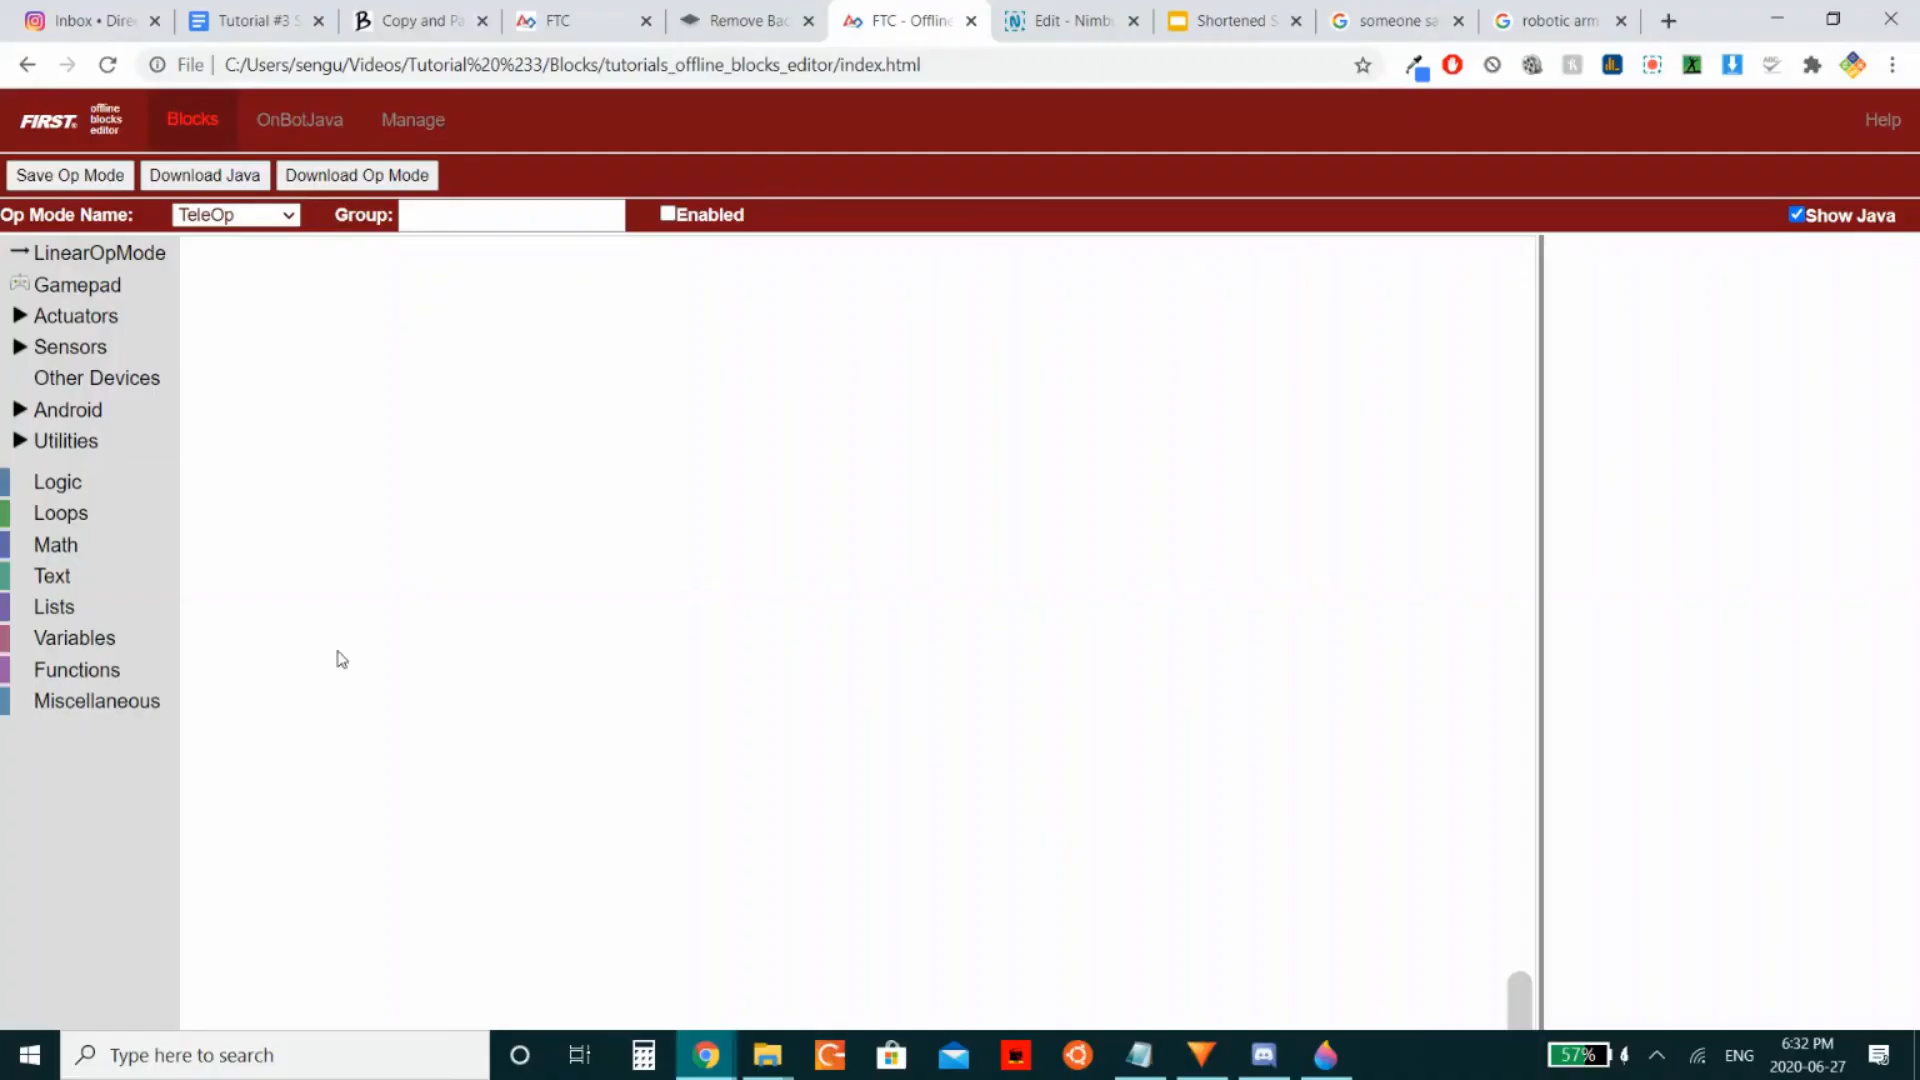 Inbox • Dire
Tutorial #3 S
Copy and Pa
FTC
Remove Bac
FTC - Offline
Edit - Nimb
Shortened S
someone sa
robotic arm
File
C:/Users/sengu/Videos/Tutorial%20%233/Blocks/tutorials_offline_blocks_editor/index.html
FIRST. offline blocks editor
Blocks
OnBotJava
Manage
Help
Save Op Mode
Download Java
Download Op Mode
Op Mode Name:
TeleOp
Group:
Enabled
Show Java
LinearOpMode
Gamepad
Actuators
Sensors
Other Devices
Android
Utilities
Logic
Loops
Math
Text
Lists
Variables
Functions
Miscellaneous
Type here to search
57%
ENG
6:32 PM
2020-06-27